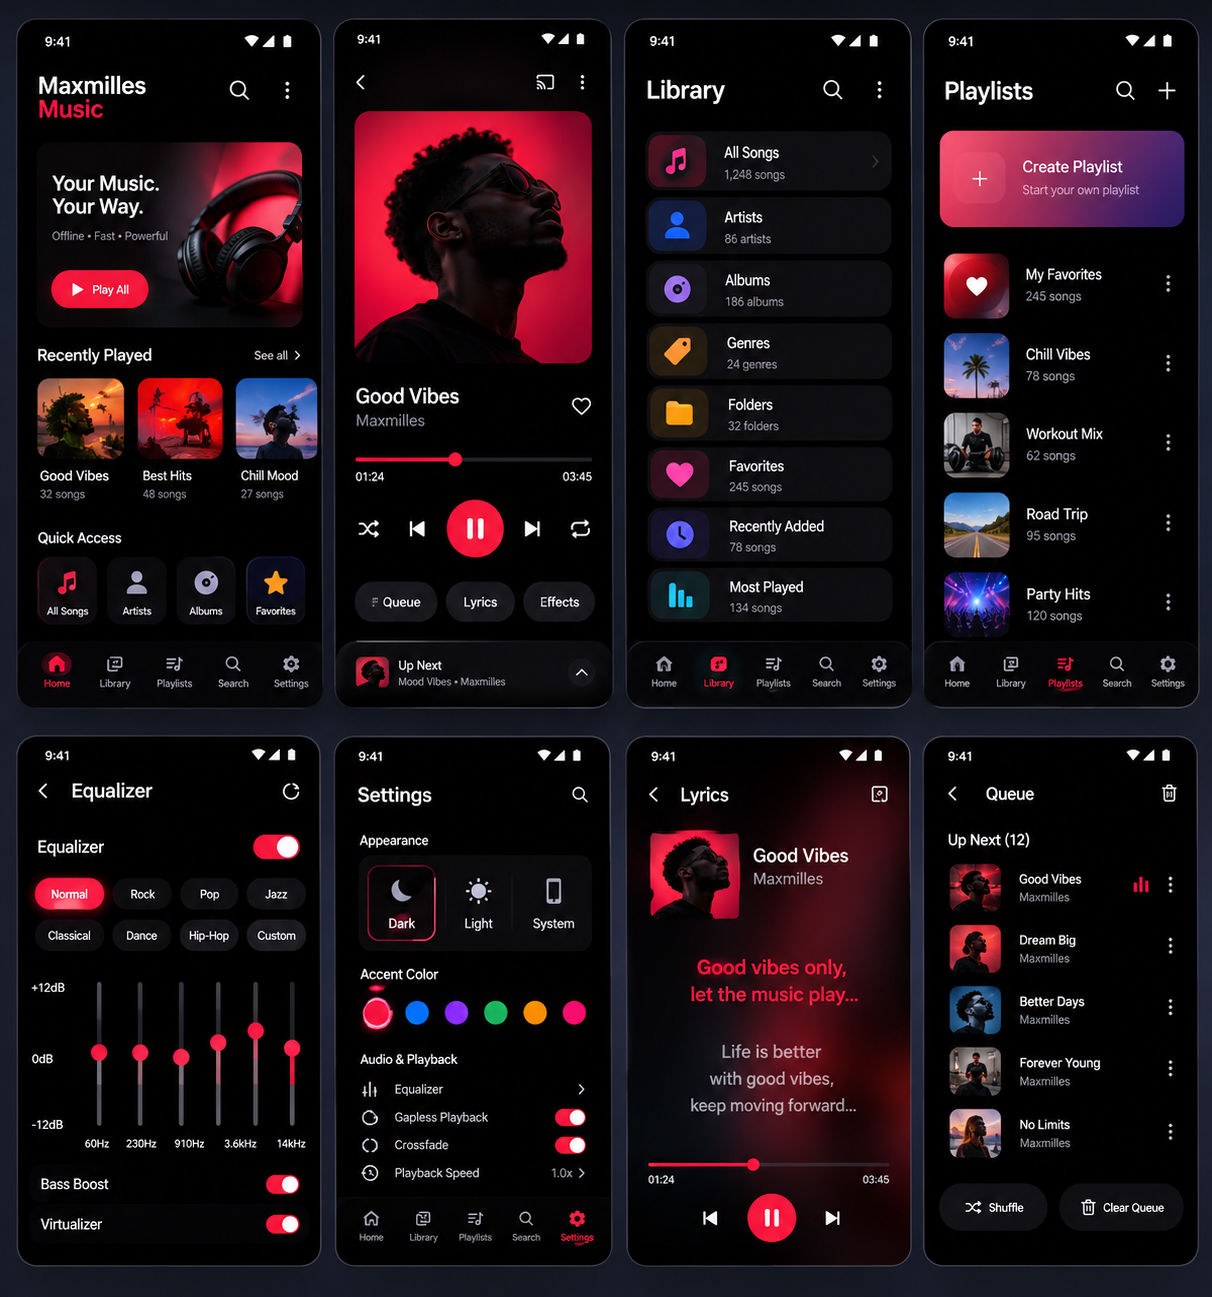 9:41
Maxmilles
Music
Your Music.
Your Way.
Offline • Fast • Powerful
Play All
Recently Played
See all
Good Vibes
32 songs
Best Hits
48 songs
Chill Mood
27 songs
Quick Access
All Songs
Artists
Albums
Favorites
Home
Library
Playlists
Search
Settings
9:41
Good Vibes
Maxmilles
01:24
03:45
Queue
Lyrics
Effects
Up Next
Mood Vibes • Maxmilles
9:41
Library
All Songs
1,248 songs
Artists
86 artists
Albums
186 albums
Genres
24 genres
Folders
32 folders
Favorites
245 songs
Recently Added
78 songs
Most Played
134 songs
Home
Library
Playlists
Search
Settings
9:41
Playlists
Create Playlist
Start your own playlist
My Favorites
245 songs
Chill Vibes
78 songs
Workout Mix
62 songs
Road Trip
95 songs
Party Hits
120 songs
Home
Library
Playlists
Search
Settings
9:41
Equalizer
Equalizer
Normal
Rock
Pop
Jazz
Classical
Dance
Hip-Hop
Custom
+12dB
0dB
-12dB
60Hz
230Hz
910Hz
3.6kHz
14kHz
Bass Boost
Virtualizer
9:41
Settings
Appearance
Dark
Light
System
Accent Color
Audio & Playback
Equalizer
Gapless Playback
Crossfade
Playback Speed
1.0x
Home
Library
Playlists
Search
Settings
9:41
Lyrics
Good Vibes
Maxmilles
Good vibes only,
let the music play...
Life is better
with good vibes,
keep moving forward...
01:24
03:45
9:41
Queue
Up Next (12)
Good Vibes
Maxmilles
Dream Big
Maxmilles
Better Days
Maxmilles
Forever Young
Maxmilles
No Limits
Maxmilles
Shuffle
Clear Queue